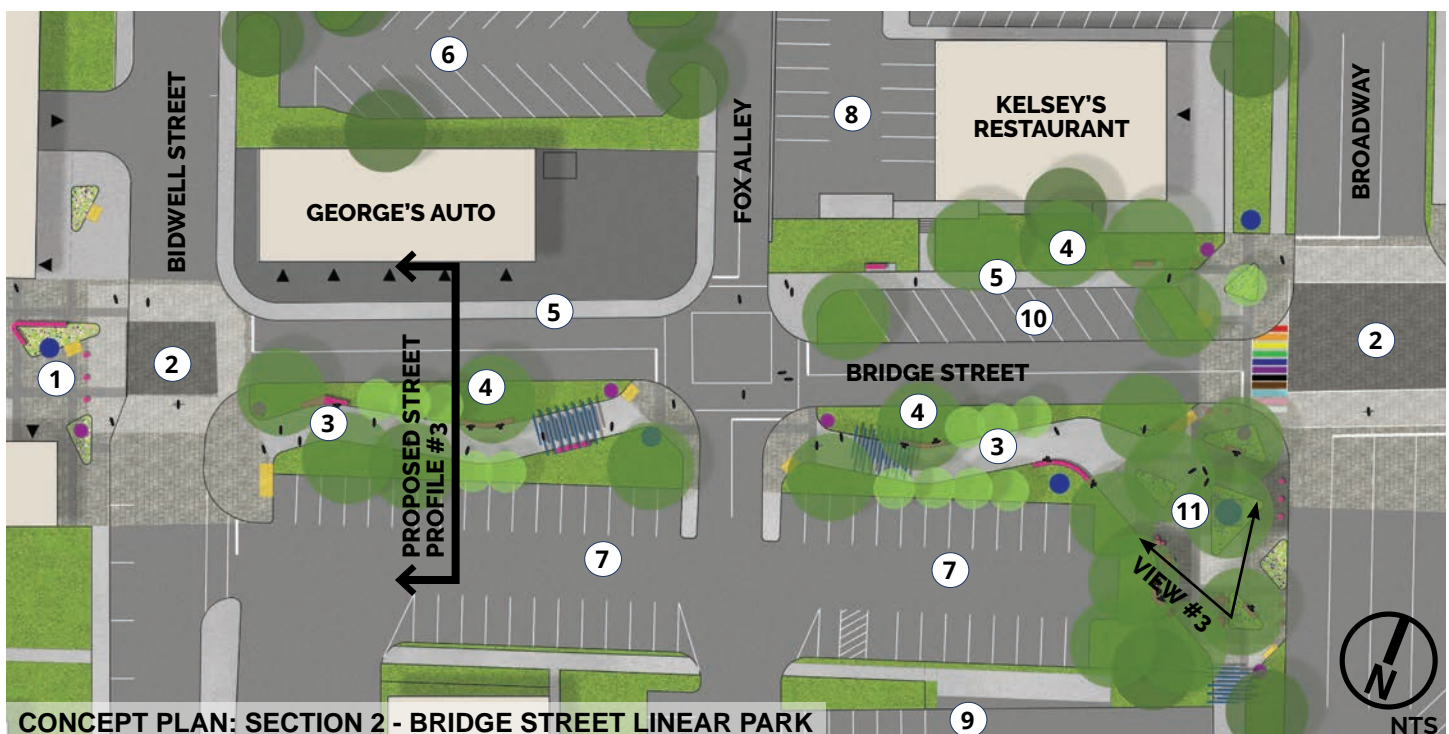 6
8
KELSEY'S
RESTAURANT
BIDWELL STREET
FOX ALLEY
BROADWAY
GEORGE'S AUTO
4
5
5
10
1
2
2
BRIDGE STREET
PROPOSED STREET
PROFILE #3
4
3
4
3
11
7
7
VIEW #3
N
NTS
9
CONCEPT PLAN: SECTION 2 - BRIDGE STREET LINEAR PARK